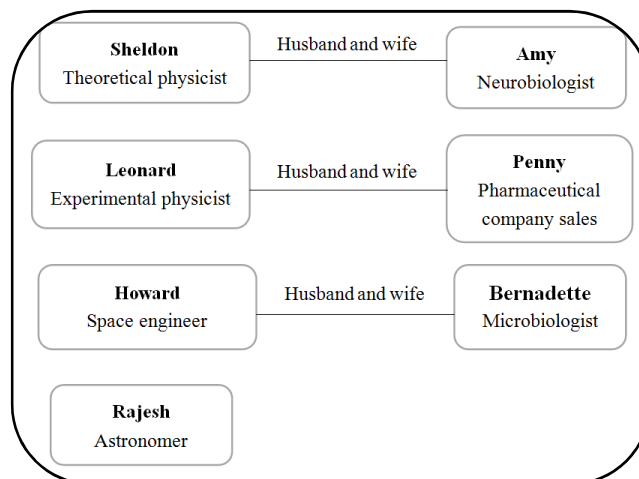 Sheldon
Theoretical physicist
Husband and wife
Amy
Neurobiologist
Leonard
Experimental physicist
Husband and wife
Penny
Pharmaceutical
company sales
Howard
Space engineer
Husband and wife
Bernadette
Microbiologist
Rajesh
Astronomer